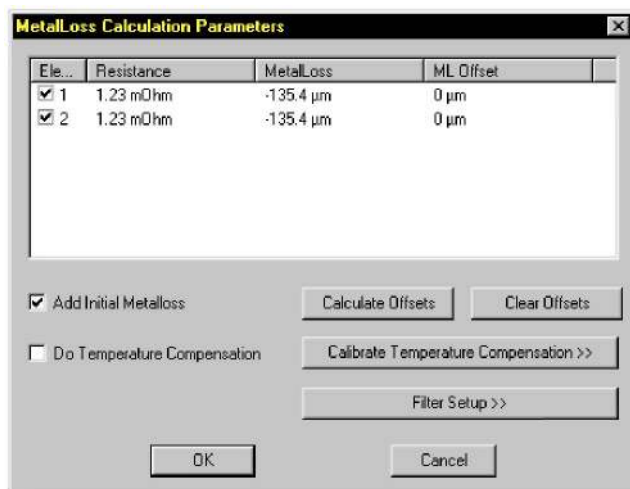 MetalLoss Calculation Parameters
Ele... Resistance MetalLoss ML Offset
1 1.23 mOhm -135.4 µm 0 µm
2 1.23 mOhm -135.4 µm 0 µm
Add Initial Metalloss Calculate Offsets Clear Offsets
Do Temperature Compensation Calibrate Temperature Compensation >>
Filter Setup >>
OK Cancel